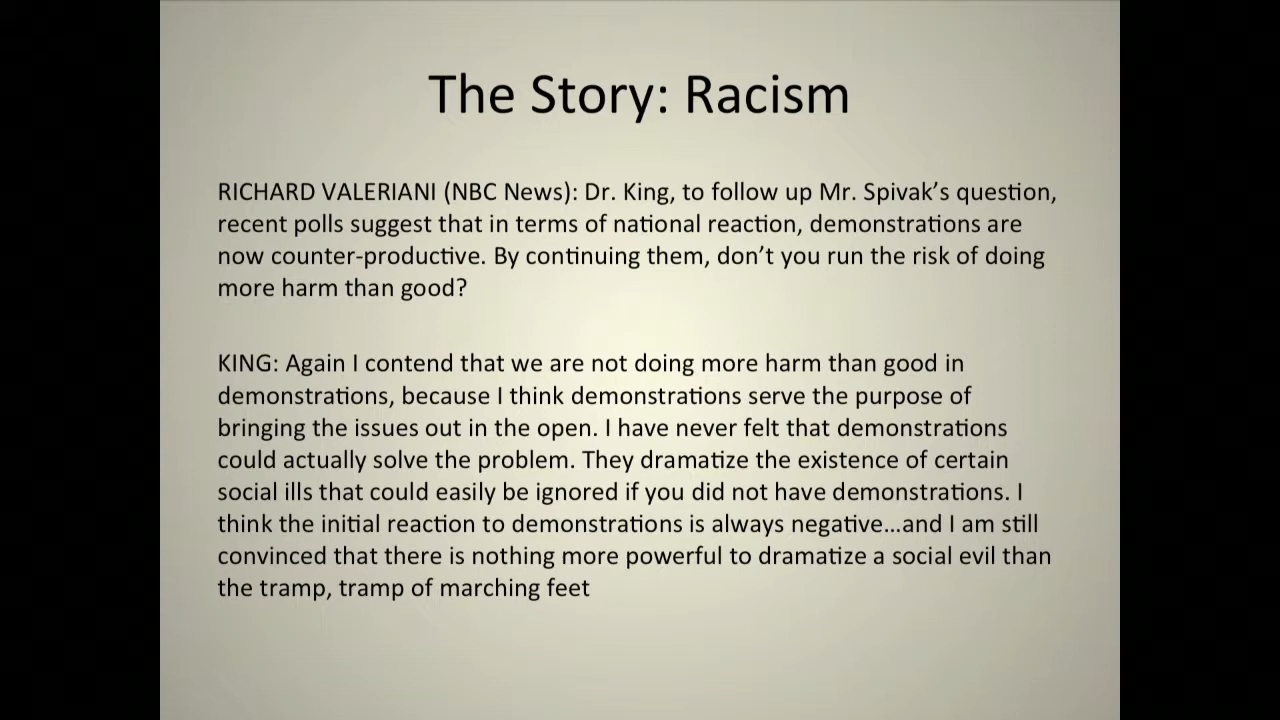 The Story: Racism
RICHARD VALERIANI (NBC News): Dr. King, to follow up Mr. Spivak’s question,
recent polls suggest that in terms of national reaction, demonstrations are
now counter-productive. By continuing them, don’t you run the risk of doing
more harm than good?
KING: Again I contend that we are not doing more harm than good in
demonstrations, because I think demonstrations serve the purpose of
bringing the issues out in the open. I have never felt that demonstrations
could actually solve the problem. They dramatize the existence of certain
social ills that could easily be ignored if you did not have demonstrations. I
think the initial reaction to demonstrations is always negative…and I am still
convinced that there is nothing more powerful to dramatize a social evil than
the tramp, tramp of marching feet